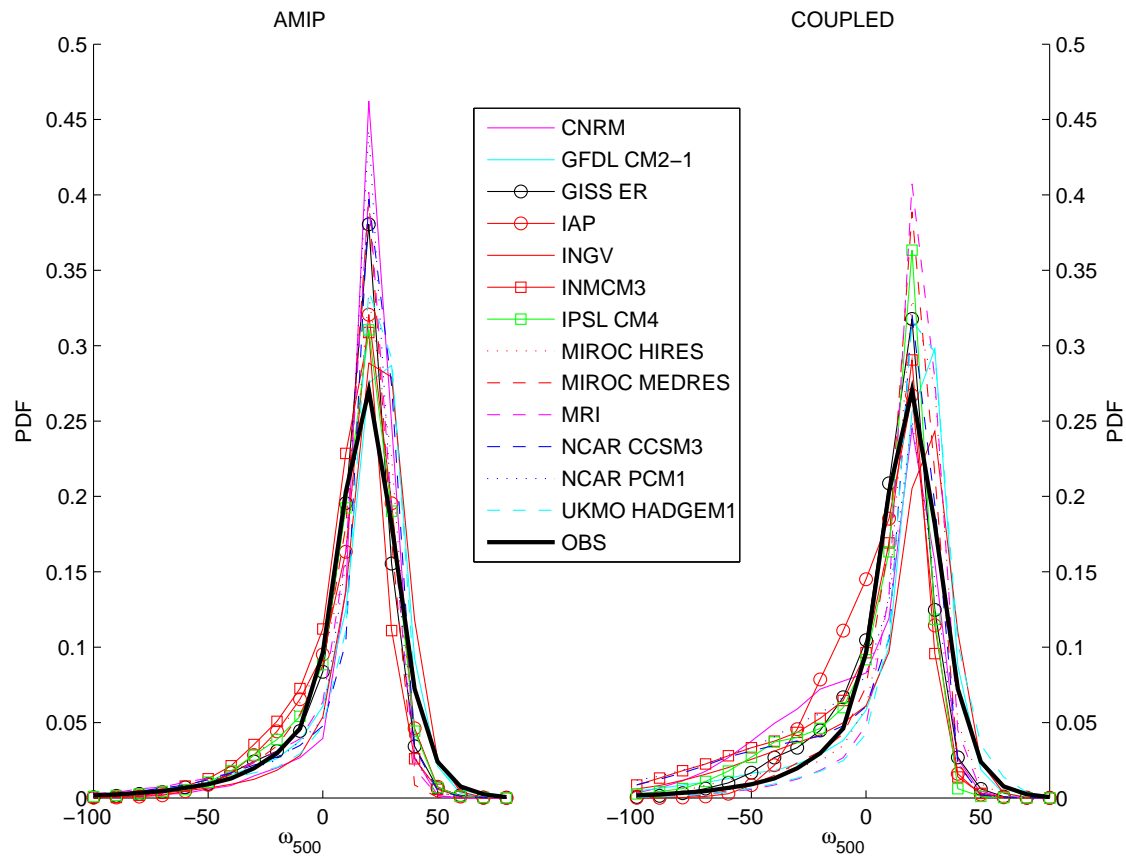 AMIP
COUPLED
0.5
0.45
0.4
0.35
0.3
0.25
0.2
0.15
0.1
0.05
0
PDF
−100
−50
0
50
ω500
CNRM
GFDL CM2−1
GISS ER
IAP
INGV
INMCM3
IPSL CM4
MIROC HIRES
MIROC MEDRES
MRI
NCAR CCSM3
NCAR PCM1
UKMO HADGEM1
OBS
0.5
0.45
0.4
0.35
0.3
0.25
0.2
0.15
0.1
0.05
0
PDF
−100
−50
0
50
ω500